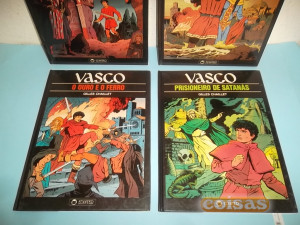 VASCO
O OURO E O FERRO
GILLES CHAILLET
VASCO
PRISIONEIRO DE SATANÁS
GILLES CHAILLET
coisas